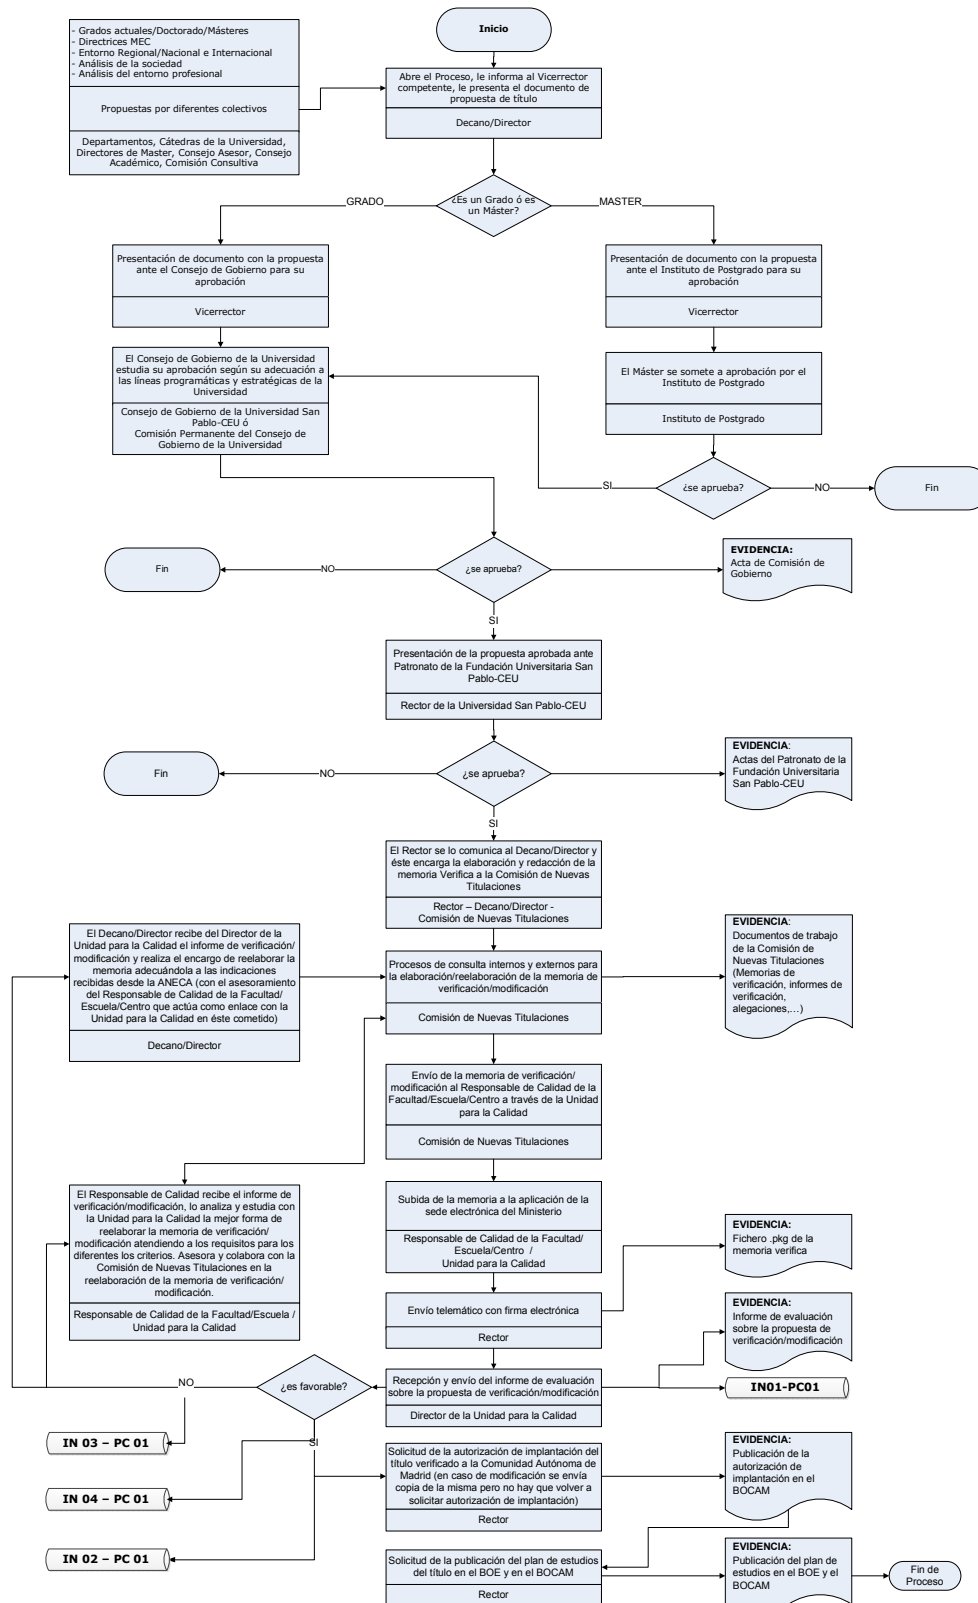 - Grados actuales/Doctorado/Másteres
- Directrices MEC
- Entorno Regional/Nacional e Internacional
- Análisis de la sociedad
- Análisis del entorno profesional
Propuestas por diferentes colectivos
Departamentos, Cátedras de la Universidad,
Directores de Master, Consejo Asesor, Consejo
Académico, Comisión Consultiva
Inicio
Abre el Proceso, le informa al Vicerrector
competente, le presenta el documento de
propuesta de título
Decano/Director
¿Es un Grado ó es
un Máster?
GRADO
MASTER
Presentación de documento con la propuesta
ante el Consejo de Gobierno para su
aprobación
Vicerrector
Presentación de documento con la propuesta
ante el Instituto de Postgrado para su
aprobación
Vicerrector
El Consejo de Gobierno de la Universidad
estudia su aprobación según su adecuación a
las líneas programáticas y estratégicas de la
Universidad
Consejo de Gobierno de la Universidad San
Pablo-CEU ó
Comisión Permanente del Consejo de
Gobierno de la Universidad
El Máster se somete a aprobación por el
Instituto de Postgrado
Instituto de Postgrado
SI
¿se aprueba?
NO
Fin
Fin
NO
¿se aprueba?
EVIDENCIA:
Acta de Comisión de
Gobierno
SI
Presentación de la propuesta aprobada ante
Patronato de la Fundación Universitaria San
Pablo-CEU
Rector de la Universidad San Pablo-CEU
Fin
NO
¿se aprueba?
EVIDENCIA:
Actas del Patronato de la
Fundación Universitaria
San Pablo-CEU
SI
El Rector se lo comunica al Decano/Director y
éste encarga la elaboración y redacción de la
memoria Verifica a la Comisión de Nuevas
Titulaciones
Rector – Decano/Director -
Comisión de Nuevas Titulaciones
El Decano/Director recibe del Director de la
Unidad para la Calidad el informe de verificación/
modificación y realiza el encargo de reelaborar la
memoria adecuándola a las indicaciones
recibidas desde la ANECA (con el asesoramiento
del Responsable de Calidad de la Facultad/
Escuela/Centro que actúa como enlace con la
Unidad para la Calidad en éste cometido)
Decano/Director
Procesos de consulta internos y externos para
la elaboración/reelaboración de la memoria de
verificación/modificación
Comisión de Nuevas Titulaciones
EVIDENCIA:
Documentos de trabajo
de la Comisión de
Nuevas Titulaciones
(Memorias de
verificación, informes de
verificación,
alegaciones,…)
Envío de la memoria de verificación/
modificación al Responsable de Calidad de la
Facultad/Escuela/Centro a través de la Unidad
para la Calidad
Comisión de Nuevas Titulaciones
El Responsable de Calidad recibe el informe de
verificación/modificación, lo analiza y estudia con
la Unidad para la Calidad la mejor forma de
reelaborar la memoria de verificación/
modificación atendiendo a los requisitos para los
diferentes los criterios. Asesora y colabora con la
Comisión de Nuevas Titulaciones en la
reelaboración de la memoria de verificación/
modificación.
Responsable de Calidad de la Facultad/Escuela /
Unidad para la Calidad
Subida de la memoria a la aplicación de la
sede electrónica del Ministerio
Responsable de Calidad de la Facultad/
Escuela/Centro /
Unidad para la Calidad
EVIDENCIA:
Fichero .pkg de la
memoria verifica
Envío telemático con firma electrónica
Rector
EVIDENCIA:
Informe de evaluación
sobre la propuesta de
verificación/modificación
NO
¿es favorable?
Recepción y envío del informe de evaluación
sobre la propuesta de verificación/modificación
Director de la Unidad para la Calidad
IN01-PC01
IN 03 – PC 01
SI
IN 04 – PC 01
Solicitud de la autorización de implantación del
título verificado a la Comunidad Autónoma de
Madrid (en caso de modificación se envía
copia de la misma pero no hay que volver a
solicitar autorización de implantación)
Rector
EVIDENCIA:
Publicación de la
autorización de
implantación en el
BOCAM
IN 02 – PC 01
Solicitud de la publicación del plan de estudios
del título en el BOE y en el BOCAM
Rector
EVIDENCIA:
Publicación del plan de
estudios en el BOE y el
BOCAM
Fin de
Proceso